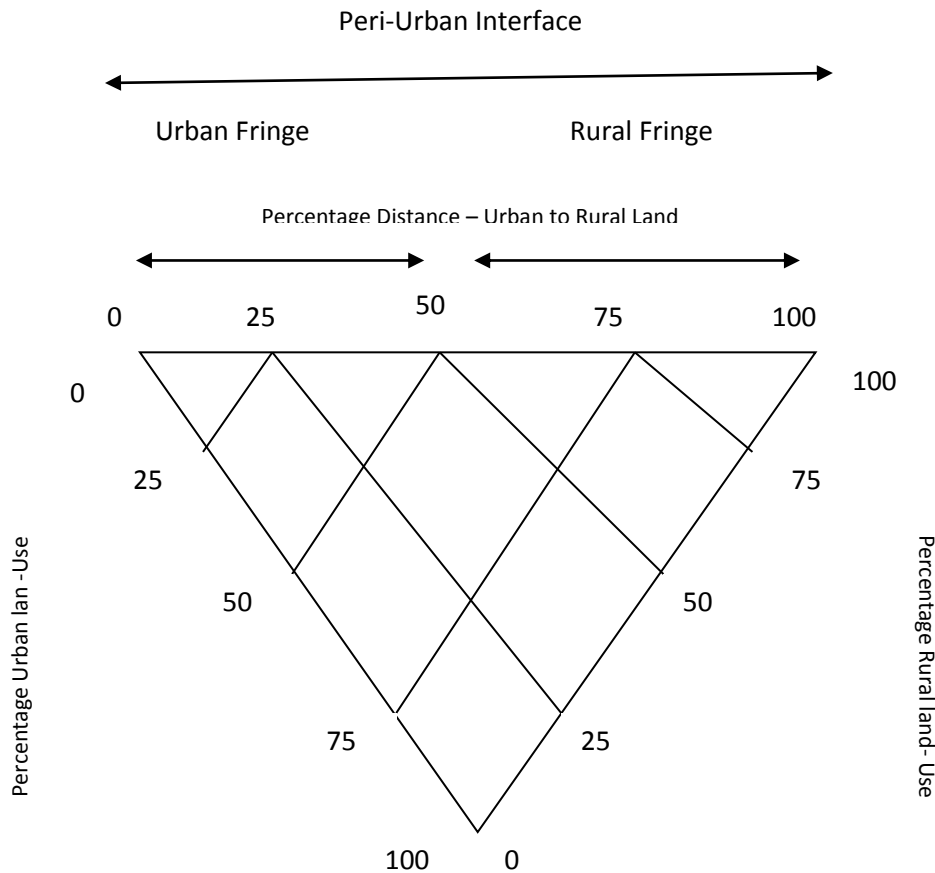 Peri-Urban Interface
Urban Fringe
Rural Fringe
Percentage Distance – Urban to Rural Land
0
25
50
75
100
0
100
25
75
50
50
75
25
100
0
Percentage Urban lan -Use
Percentage Rural land- Use